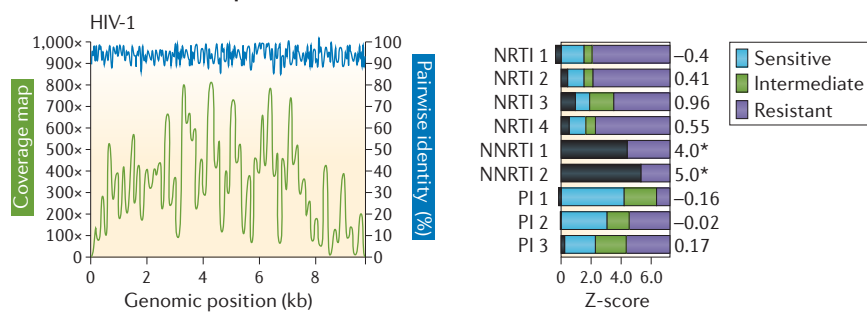 HIV-1
1,000×
900×
800×
700×
600×
500×
400×
300×
200×
100×
0
Coverage map
100
90
80
70
60
50
40
30
20
10
0
Pairwise identity (%)
0 2 4 6 8
Genomic position (kb)
NRTI 1 –0.4
NRTI 2 0.41
NRTI 3 0.96
NRTI 4 0.55
NNRTI 1 4.0*
NNRTI 2 5.0*
PI 1 –0.16
PI 2 –0.02
PI 3 0.17
0 2.0 4.0 6.0
Z-score
Sensitive
Intermediate
Resistant